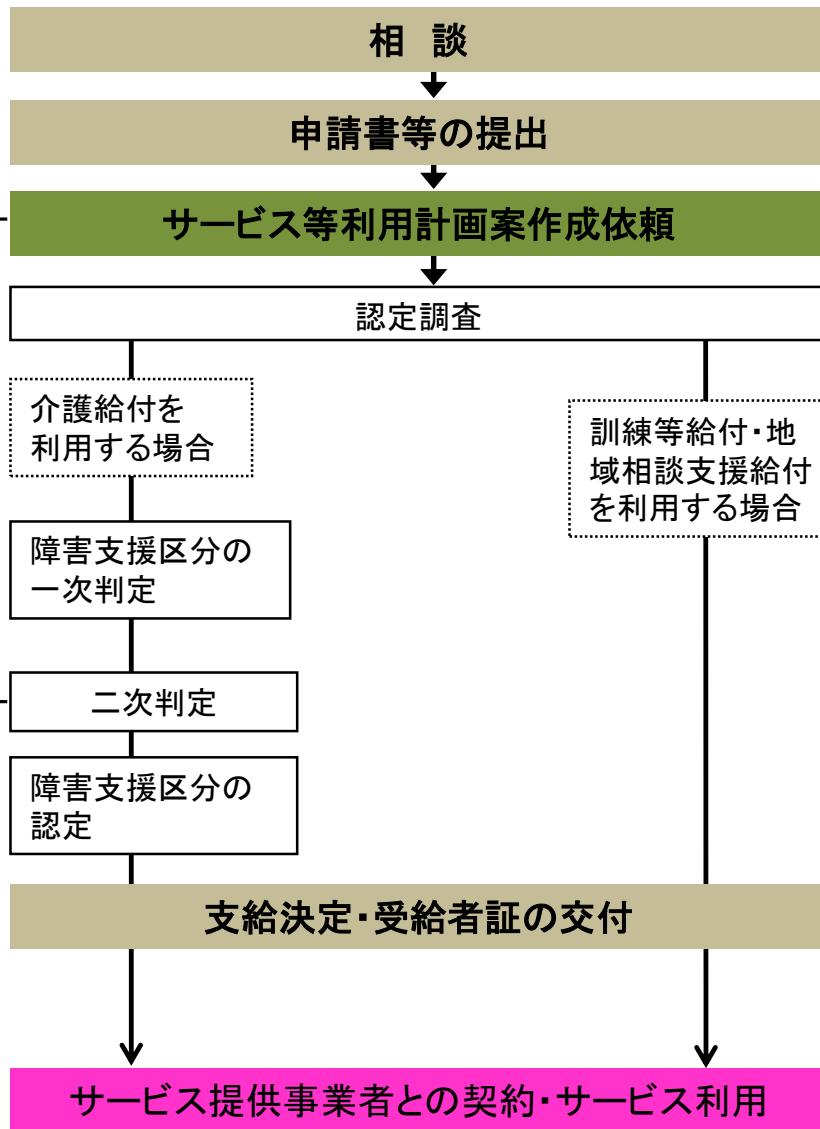 相　談
申請書等の提出
サービス等利用計画案作成依頼
認定調査
介護給付を
利用する場合
訓練等給付・地
域相談支援給付
を利用する場合
障害支援区分の
一次判定
二次判定
障害支援区分の
認定
支給決定・受給者証の交付
サービス提供事業者との契約・サービス利用